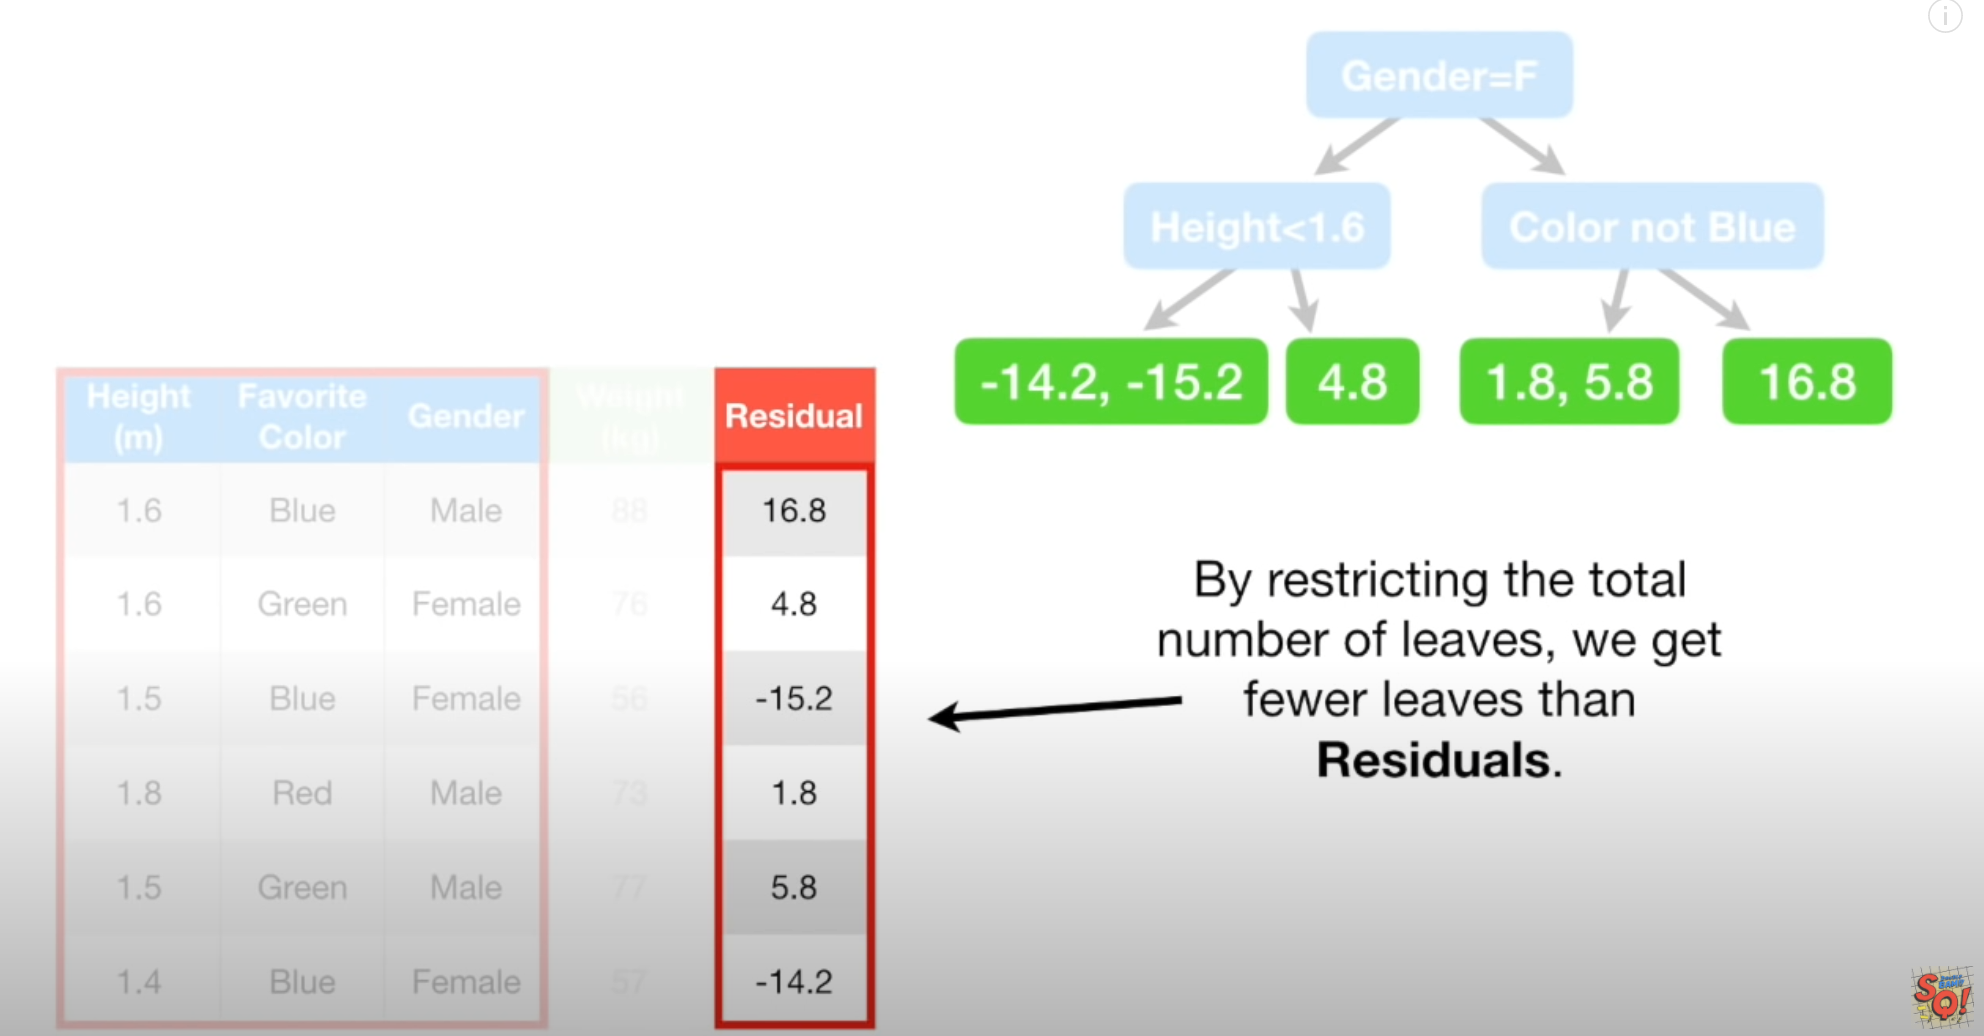 Gender=F
Height<1.6 Color not Blue
-14.2, -15.2 4.8 1.8, 5.8 16.8
Height (m) Favorite Color Gender Weight (kg) Residual
1.6 Blue Male 88 16.8
1.6 Green Female 76 4.8
1.5 Blue Female 56 -15.2
1.8 Red Male 73 1.8
1.5 Green Male 77 5.8
1.4 Blue Female 57 -14.2
By restricting the total
number of leaves, we get
fewer leaves than
Residuals.
SQ!